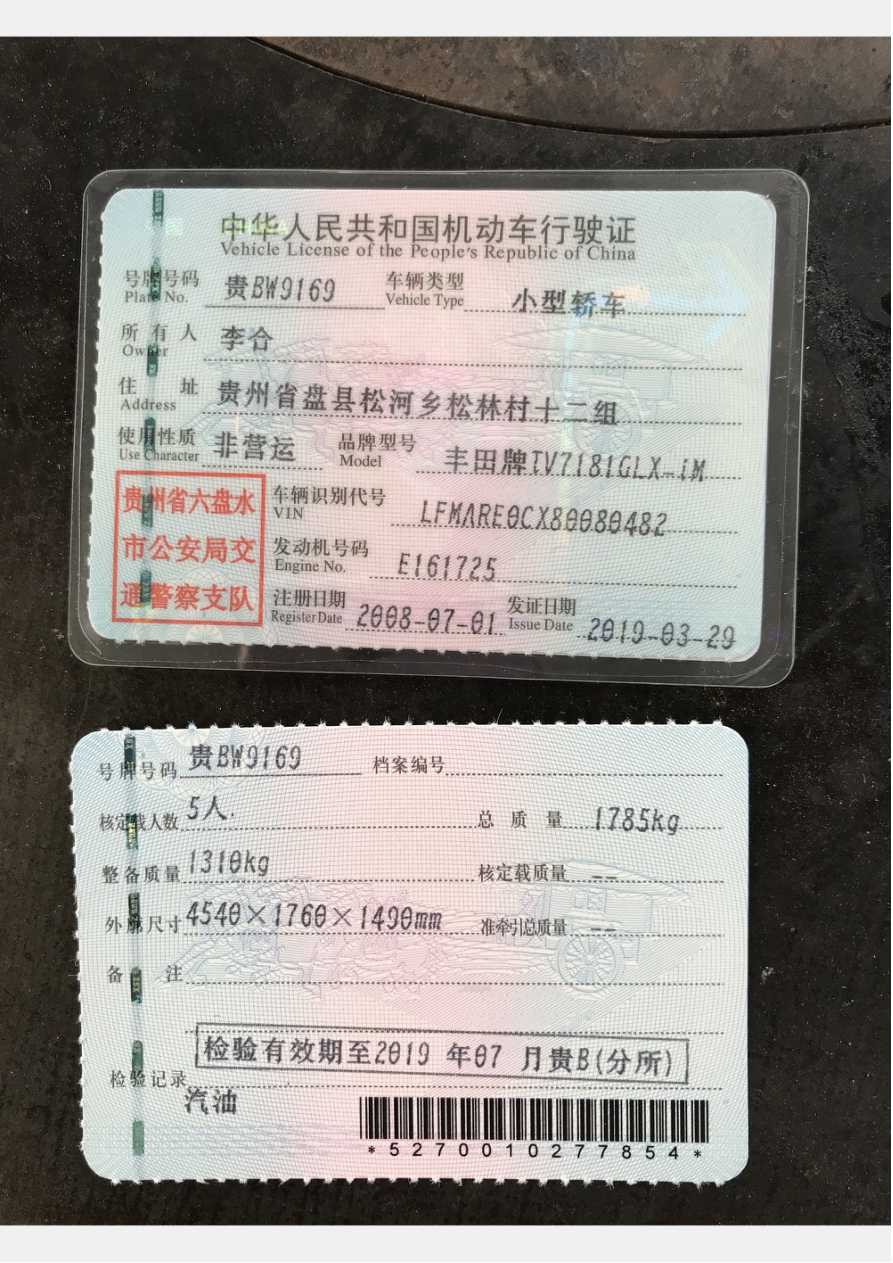 中华人民共和国机动车行驶证
Vehicle License of the People's Republic of China
号牌号码 贵BW9169 车辆类型 小型轿车
Plate No. Vehicle Type
所有人 李合
Owner
住址 贵州省盘县松河乡松林村十二组
Address
使用性质 非营运 品牌型号 丰田牌TV7181GLX-iM
Use Character Model
贵州省六盘水
市公安局交
通警察支队
车辆识别代号 LFMARE0CX80080482
VIN
发动机号码 E161725
Engine No.
注册日期 2008-07-01 发证日期 2019-03-29
Register Date Issue Date
号牌号码 贵BW9169 档案编号
核定载人数 5人. 总质量 1785kg
整备质量 1310kg 核定载质量 --
外廓尺寸 4540×1760×1490mm 准牵引总质量 --
备注
检验有效期至2019 年07 月贵B(分所)
检验记录
汽油
*5270010277854*